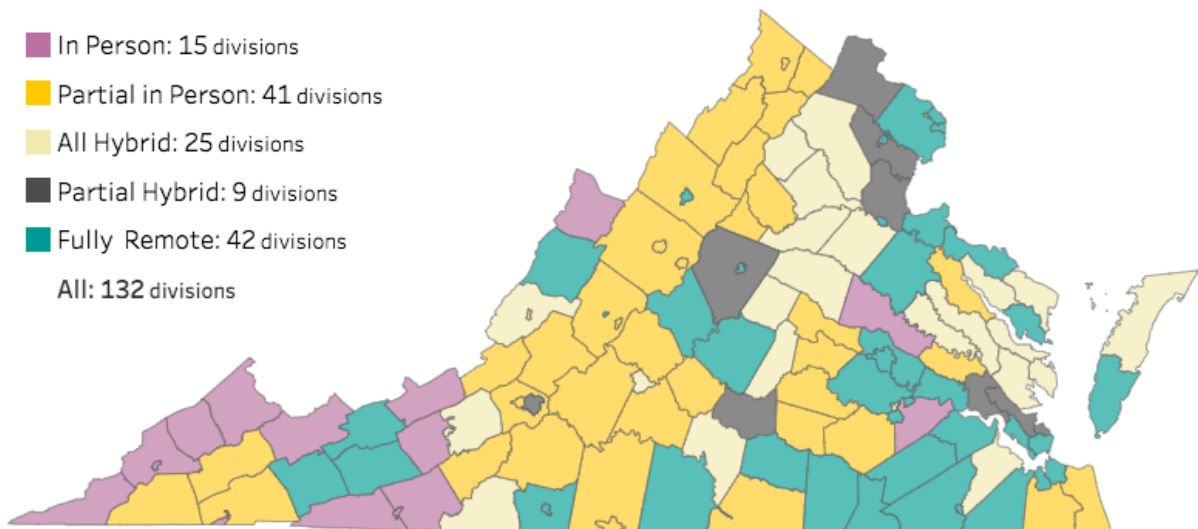 In Person: 15 divisions
Partial in Person: 41 divisions
All Hybrid: 25 divisions
Partial Hybrid: 9 divisions
Fully Remote: 42 divisions
All: 132 divisions